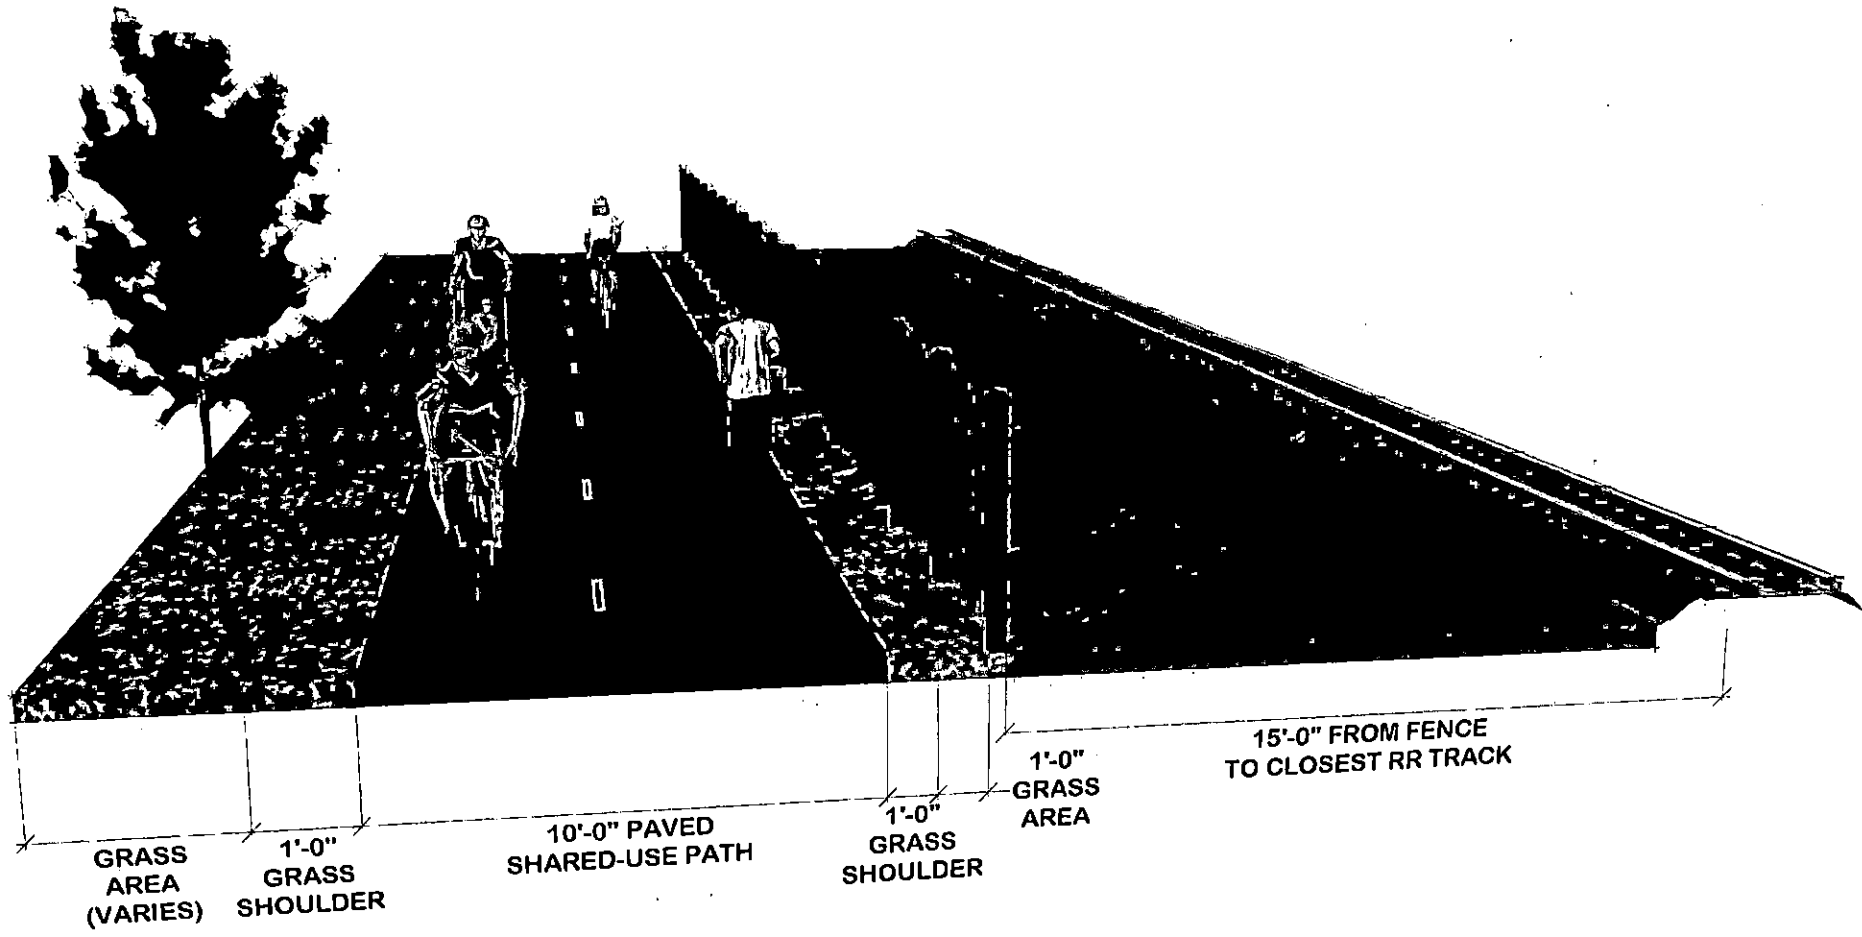 GRASS
AREA
(VARIES)
1'-0"
GRASS
SHOULDER
10'-0" PAVED
SHARED-USE PATH
1'-0"
GRASS
SHOULDER
1'-0"
GRASS
AREA
15'-0" FROM FENCE
TO CLOSEST RR TRACK